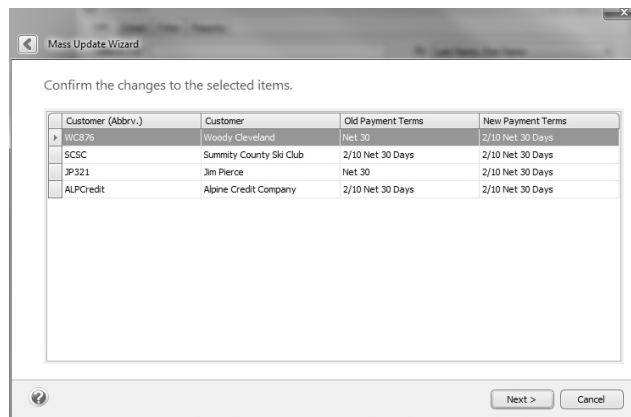 Mass Update Wizard
Confirm the changes to the selected items.
Customer (Abbrv.) Customer Old Payment Terms New Payment Terms
WC876 Woody Cleveland Net 30 2/10 Net 30 Days
SCSC Summity County Ski Club 2/10 Net 30 Days 2/10 Net 30 Days
JP321 Jim Pierce Net 30 2/10 Net 30 Days
ALPCredit Alpine Credit Company 2/10 Net 30 Days 2/10 Net 30 Days
? Next > Cancel